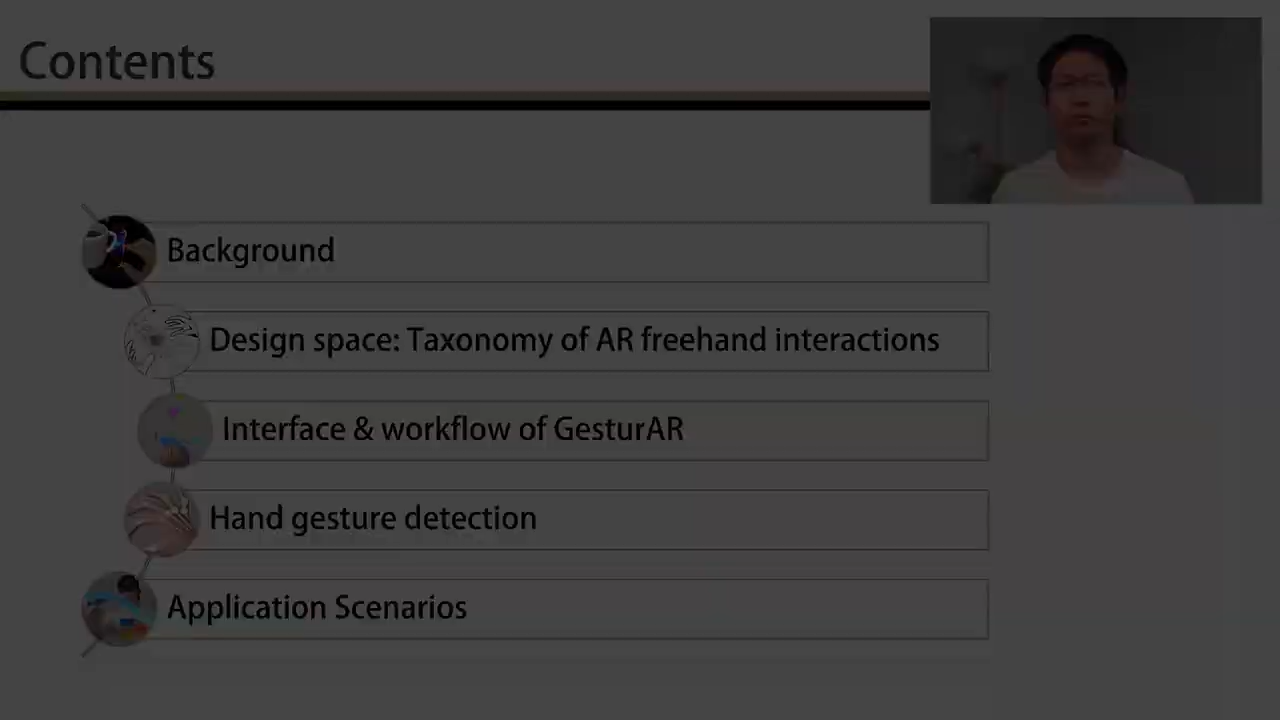 Contents
Background
Design space: Taxonomy of AR freehand interactions
Interface & workflow of GesturAR
Hand gesture detection
Application Scenarios